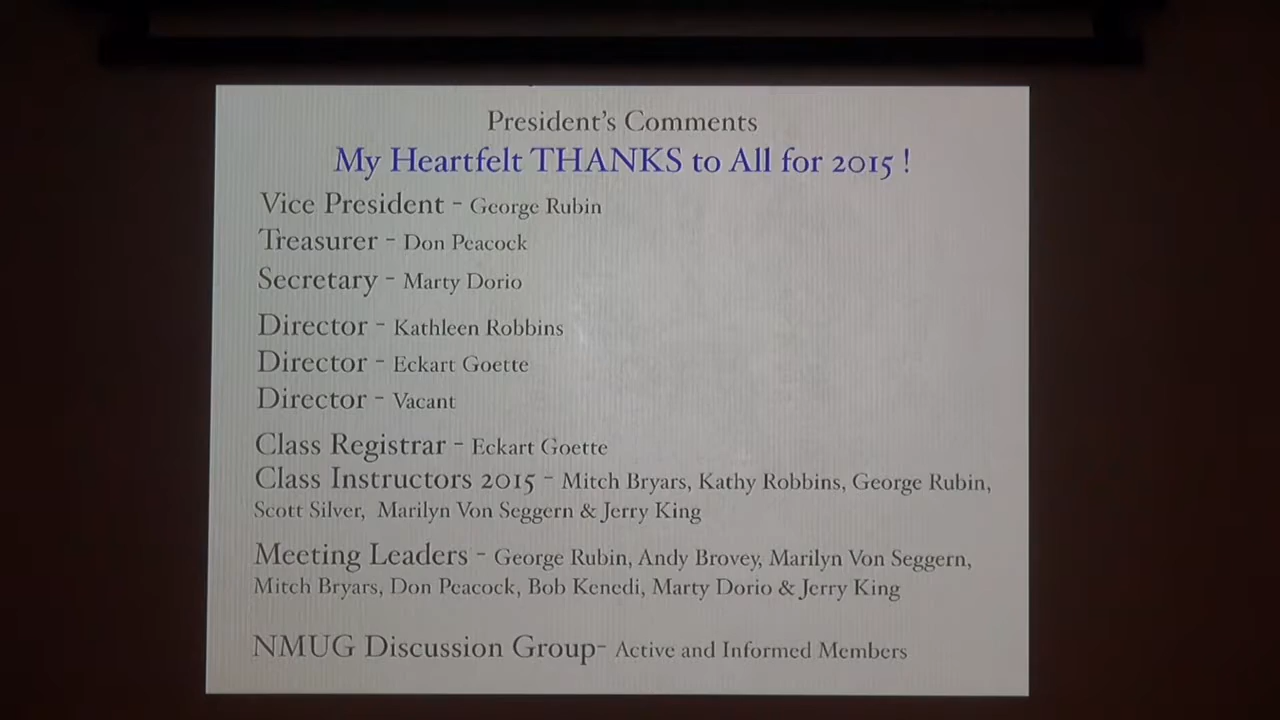 President's Comments
My Heartfelt THANKS to All for 2015 !
Vice President - George Rubin
Treasurer - Don Peacock
Secretary - Marty Dorio
Director - Kathleen Robbins
Director - Eckart Goette
Director - Vacant
Class Registrar - Eckart Goette
Class Instructors 2015 - Mitch Bryars, Kathy Robbins, George Rubin,
Scott Silver, Marilyn Von Seggern & Jerry King
Meeting Leaders - George Rubin, Andy Brovey, Marilyn Von Seggern,
Mitch Bryars, Don Peacock, Bob Kenedi, Marty Dorio & Jerry King
NMUG Discussion Group- Active and Informed Members